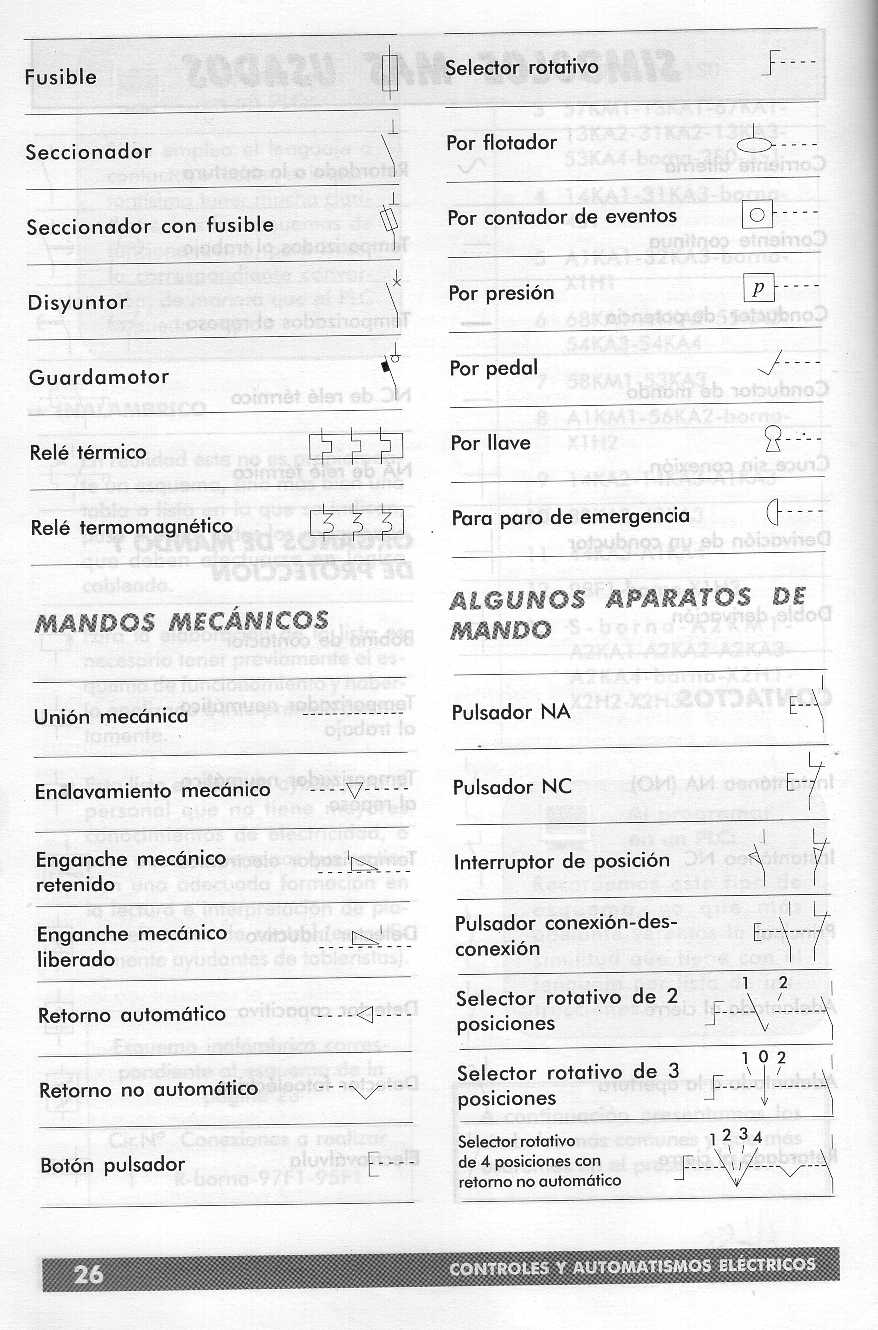 Fusible
Seccionador
Seccionador con fusible
Disyuntor
Guardamotor
Relé térmico
Relé termomagnético
MANDOS MECÁNICOS
Unión mecánica
Enclavamiento mecánico
Enganche mecánico
retenido
Enganche mecánico
liberado
Retorno automático
Retorno no automático
Botón pulsador
Selector rotativo
Por flotador
Por contador de eventos
Por presión
p
Por pedal
Por llave
Para paro de emergencia
ALGUNOS APARATOS DE
MANDO
Pulsador NA
Pulsador NC
Interruptor de posición
Pulsador conexión-des-
conexión
Selector rotativo de 2
posiciones
1 2
Selector rotativo de 3
posiciones
1 0 2
Selector rotativo
de 4 posiciones con
retorno no automático
1 2 3 4
26
CONTROLES Y AUTOMATISMOS ELÉCTRICOS